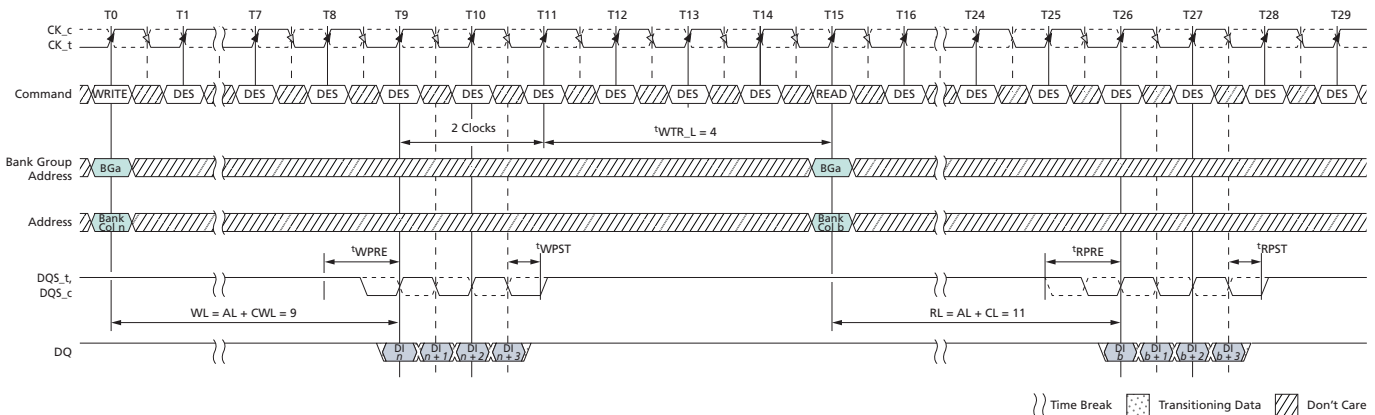 T0 T1 T7 T8 T9 T10 T11 T12 T13 T14 T15 T16 T24 T25 T26 T27 T28 T29
CK_c
CK_t
Command WRITE DES DES DES DES DES DES DES DES DES READ DES DES DES DES DES DES DES
2 Clocks tWTR_L = 4
Bank Group
Address
BGa BGa
Address
Bank
Col n
Bank
Col b
tWPRE tWPST tRPRE tRPST
DQS_t,
DQS_c
WL = AL + CWL = 9 RL = AL + CL = 11
DQ
DI
n
DI
n + 1
DI
n + 2
DI
n + 3
DI
b
DI
b + 1
DI
b + 2
DI
b + 3
Time Break Transitioning Data Don't Care